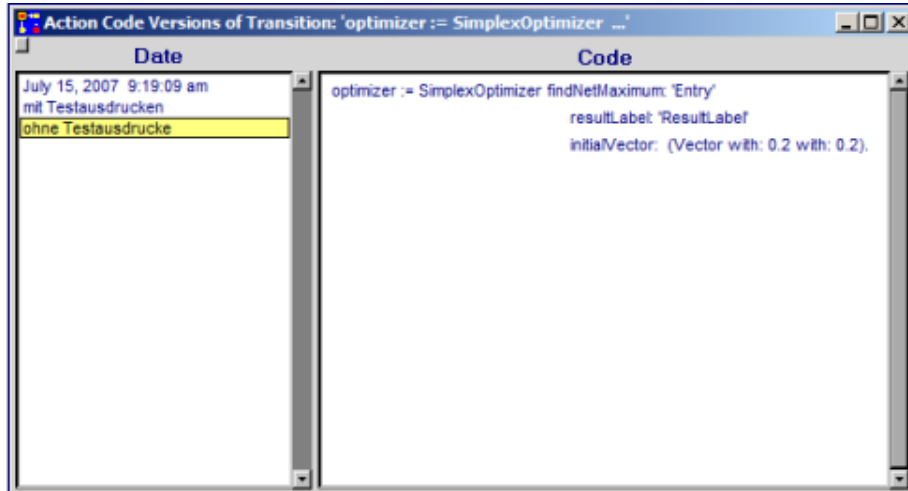 Action Code Versions of Transition: 'optimizer := SimplexOptimizer ...'
Date
Code
July 15, 2007 9:19:09 am
mit Testausdrucken
ohne Testausdrucke
optimizer := SimplexOptimizer findNetMaximum: 'Entry'
resultLabel: 'ResultLabel'
initialVector: (Vector with: 0.2 with: 0.2).